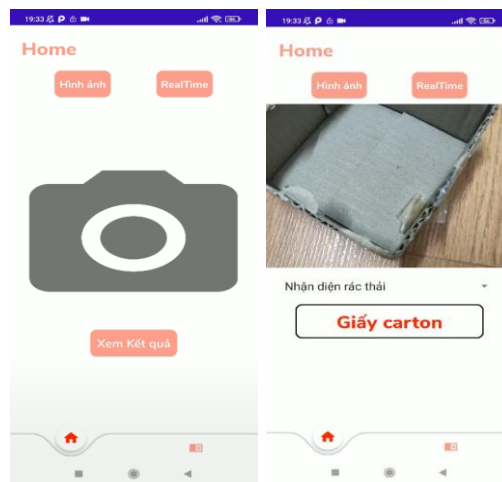 19:33
Home
Hình ảnh
RealTime
Xem Kết quả
19:33
Home
Hình ảnh
RealTime
Nhận diện rác thải
Giấy carton